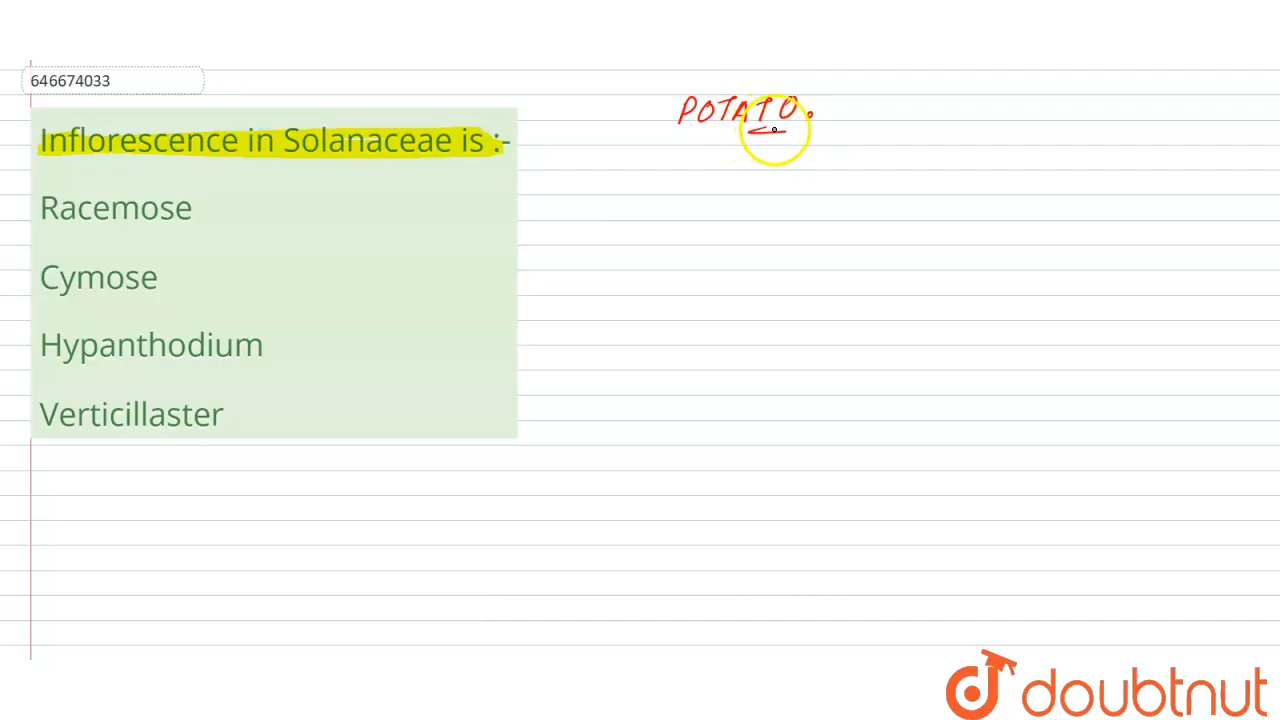 646674033
POTATO.
Inflorescence in Solanaceae is :-
Racemose
Cymose
Hypanthodium
Verticillaster
doubtnut